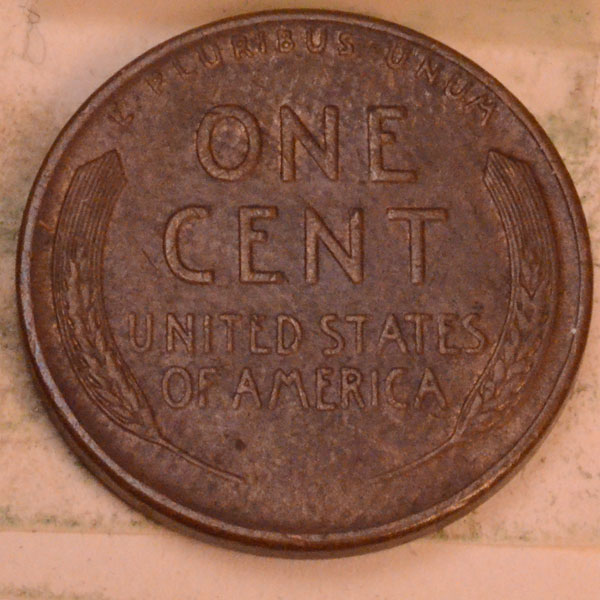 E·PLURIBUS·UNUM
ONE
CENT
UNITED STATES
OF AMERICA